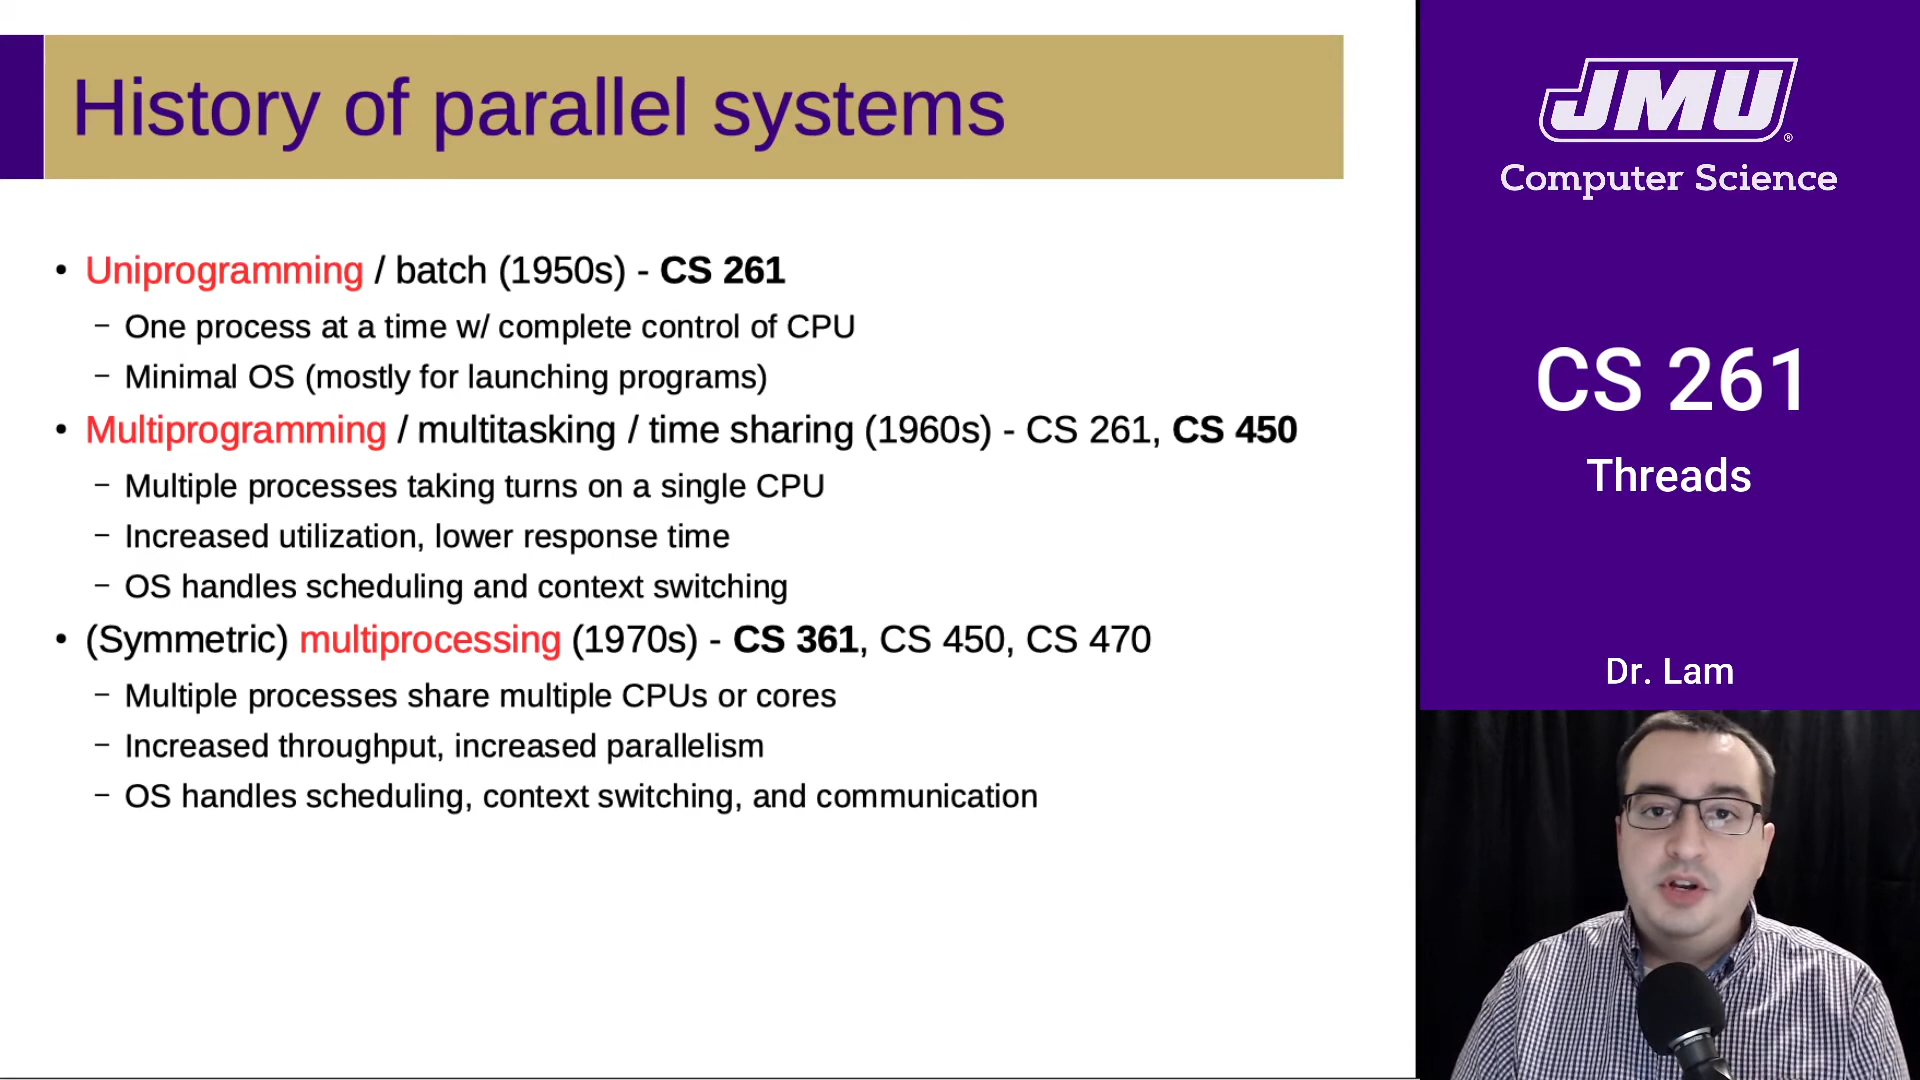 History of parallel systems
• Uniprogramming / batch (1950s) - CS 261
– One process at a time w/ complete control of CPU
– Minimal OS (mostly for launching programs)
• Multiprogramming / multitasking / time sharing (1960s) - CS 261, CS 450
– Multiple processes taking turns on a single CPU
– Increased utilization, lower response time
– OS handles scheduling and context switching
• (Symmetric) multiprocessing (1970s) - CS 361, CS 450, CS 470
– Multiple processes share multiple CPUs or cores
– Increased throughput, increased parallelism
– OS handles scheduling, context switching, and communication
JMU®
Computer Science
CS 261
Threads
Dr. Lam